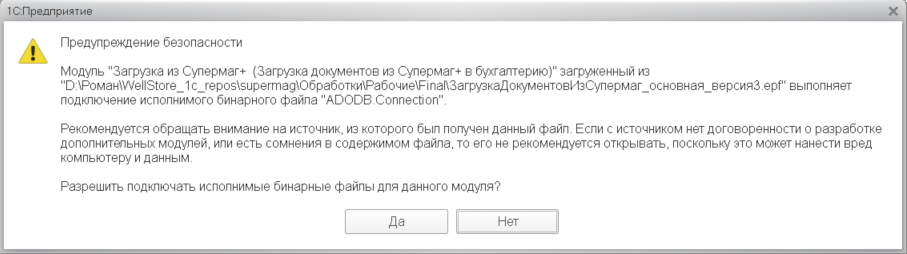 1С:Предприятие
Предупреждение безопасности
Модуль "Загрузка из Супермаг+ (Загрузка документов из Супермаг+ в бухгалтерию)" загруженный из
"D:\Роман\WellStore_1c_repos\supermag\Обработки\Рабочие\Final\ЗагрузкаДокументовИзСупермаг_основная_версия3.epf" выполняет
подключение исполнимого бинарного файла "ADODB.Connection".
Рекомендуется обращать внимание на источник, из которого был получен данный файл. Если с источником нет договоренности о разработке
дополнительных модулей, или есть сомнения в содержимом файла, то его не рекомендуется открывать, поскольку это может нанести вред
компьютеру и данным.
Разрешить подключать исполнимые бинарные файлы для данного модуля?
Да Нет